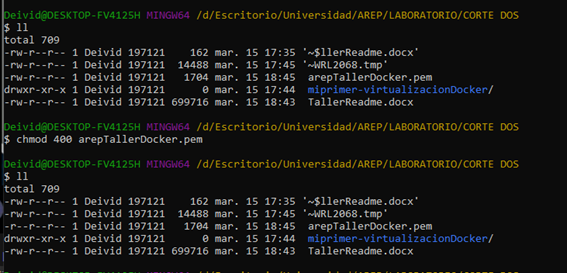 Deivid@DESKTOP-FV4125H MINGW64 /d/Escritorio/Universidad/AREP/LABORATORIO/CORTE DOS
$ ll
total 709
-rw-r--r-- 1 Deivid 197121    162 mar. 15 17:35 '~$llerReadme.docx'
-rw-r--r-- 1 Deivid 197121  14488 mar. 15 17:45 '~WRL2068.tmp'
-rw-r--r-- 1 Deivid 197121   1704 mar. 15 18:45  arepTallerDocker.pem
drwxr-xr-x 1 Deivid 197121      0 mar. 15 17:44  miprimer-virtualizacionDocker/
-rw-r--r-- 1 Deivid 197121 699716 mar. 15 18:43  TallerReadme.docx
Deivid@DESKTOP-FV4125H MINGW64 /d/Escritorio/Universidad/AREP/LABORATORIO/CORTE DOS
$ chmod 400 arepTallerDocker.pem
Deivid@DESKTOP-FV4125H MINGW64 /d/Escritorio/Universidad/AREP/LABORATORIO/CORTE DOS
$ ll
total 709
-rw-r--r-- 1 Deivid 197121    162 mar. 15 17:35 '~$llerReadme.docx'
-rw-r--r-- 1 Deivid 197121  14488 mar. 15 17:45 '~WRL2068.tmp'
-r--r--r-- 1 Deivid 197121   1704 mar. 15 18:45  arepTallerDocker.pem
drwxr-xr-x 1 Deivid 197121      0 mar. 15 17:44  miprimer-virtualizacionDocker/
-rw-r--r-- 1 Deivid 197121 699716 mar. 15 18:43  TallerReadme.docx